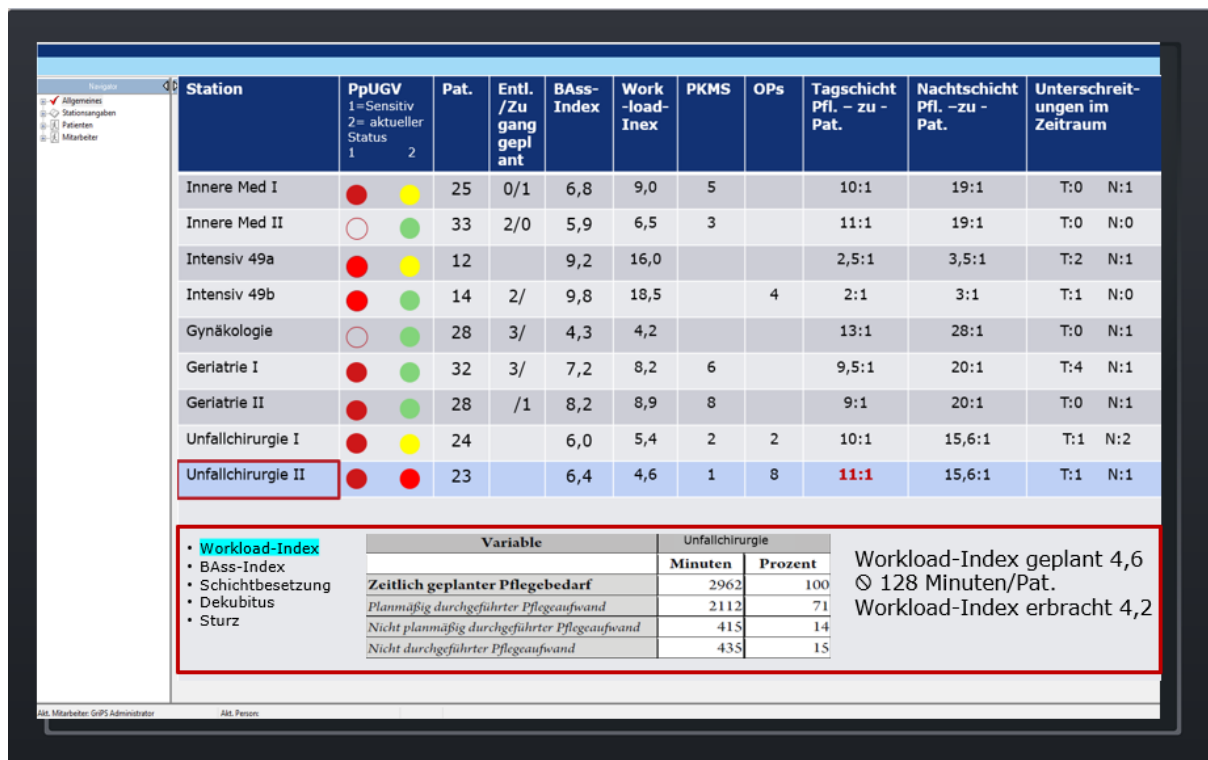 Navigato
Allgemeines
Stationsangaben
Patienten
Mitarbeiter
Station PpUGV Pat. Entl. BAss- Work PKMS OPs Tagschicht Nachtschicht Unterschreit-
1=Sensitiv /Zu Index -load- Pfl. – zu - Pfl. –zu - ungen im
2= aktueller gang Inex Pat. Pat. Zeitraum
Status gepl
1 2 ant
Innere Med I 25 0/1 6,8 9,0 5 10:1 19:1 T:0 N:1
Innere Med II 33 2/0 5,9 6,5 3 11:1 19:1 T:0 N:0
Intensiv 49a 12 9,2 16,0 2,5:1 3,5:1 T:2 N:1
Intensiv 49b 14 2/ 9,8 18,5 4 2:1 3:1 T:1 N:0
Gynäkologie 28 3/ 4,3 4,2 13:1 28:1 T:0 N:1
Geriatrie I 32 3/ 7,2 8,2 6 9,5:1 20:1 T:4 N:1
Geriatrie II 28 /1 8,2 8,9 8 9:1 20:1 T:0 N:1
Unfallchirurgie I 24 6,0 5,4 2 2 10:1 15,6:1 T:1 N:2
Unfallchirurgie II 23 6,4 4,6 1 8 11:1 15,6:1 T:1 N:1
• Workload-Index
• BAss-Index
• Schichtbesetzung
• Dekubitus
• Sturz
Variable Unfallchirurgie
Minuten Prozent
Zeitlich geplanter Pflegebedarf 2962 100
Planmäßig durchgeführter Pflegeaufwand 2112 71
Nicht planmäßig durchgeführter Pflegeaufwand 415 14
Nicht durchgeführter Pflegeaufwand 435 15
Workload-Index geplant 4,6
⦰ 128 Minuten/Pat.
Workload-Index erbracht 4,2
Akt. Mitarbeiter: GriPS Administrator Akt. Person: